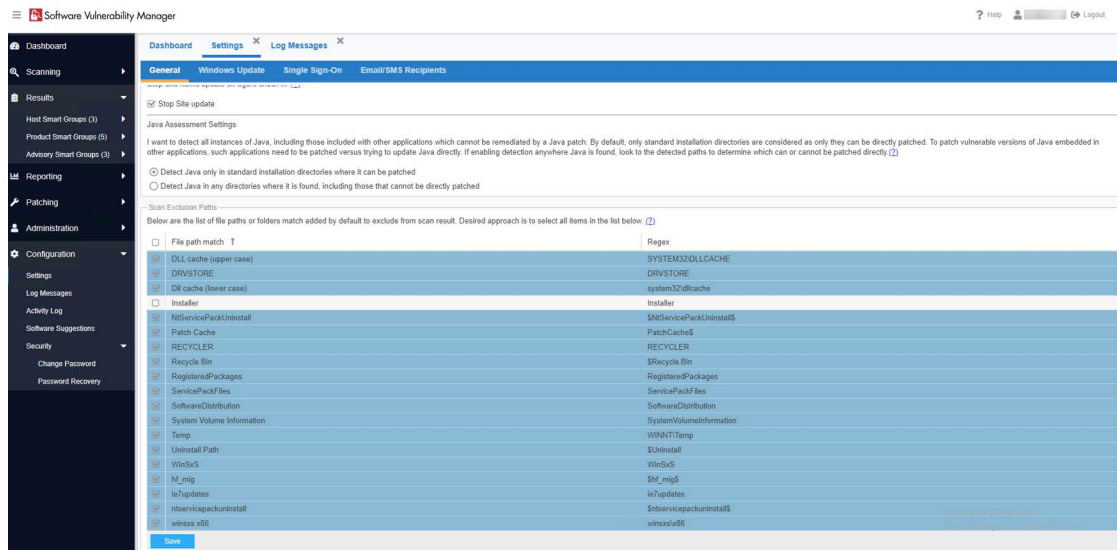 Software Vulnerability Manager
Help
Logout
Dashboard
Scanning
Results
Host Smart Groups (3)
Product Smart Groups (5)
Advisory Smart Groups (3)
Reporting
Patching
Administration
Configuration
Settings
Log Messages
Activity Log
Software Suggestions
Security
Change Password
Password Recovery
Dashboard Settings Log Messages
General Windows Update Single Sign-On Email/SMS Recipients
Stop Site update
Java Assessment Settings
I want to detect all instances of Java, including those included with other applications which cannot be remediated by a Java patch. By default, only standard installation directories are considered as only they can be directly patched. To patch vulnerable versions of Java embedded in
other applications, such applications need to be patched versus trying to update Java directly. If enabling detection anywhere Java is found, look to the detected paths to determine which can or cannot be patched directly.(?)
Detect Java only in standard installation directories where it can be patched
Detect Java in any directories where it is found, including those that cannot be directly patched
Scan Exclusion Paths
Below are the list of file paths or folders match added by default to exclude from scan result. Desired approach is to select all items in the list below. (?)
File path match ↑ Regex
DLL cache (upper case) SYSTEM32\DLLCACHE
DRVSTORE DRVSTORE
Dll cache (lower case) system32\dllcache
Installer Installer
NtServicePackUninstall $NtServicePackUninstall$
Patch Cache PatchCache$
RECYCLER RECYCLER
Recycle Bin $Recycle.Bin
RegisteredPackages RegisteredPackages
ServicePackFiles ServicePackFiles
SoftwareDistribution SoftwareDistribution
System Volume Information SystemVolumeInformation
Temp WINNT\Temp
Uninstall Path $Uninstall
WinSxS WinSxS
hf_mig $hf_mig$
ie7updates ie7updates
ntservicepackuninstall $ntservicepackuninstall$
winsxs x86 winsxs\x86
Save